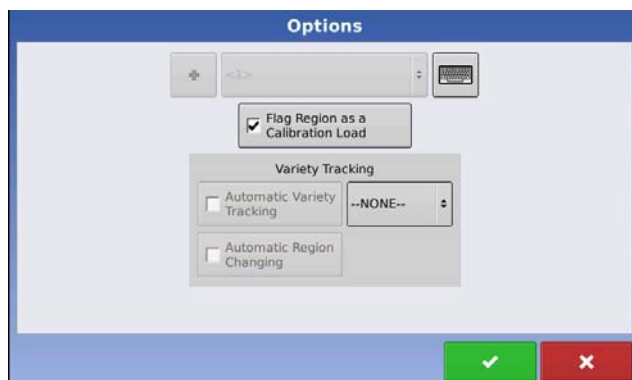 Options
<1>
Flag Region as a
Calibration Load
Variety Tracking
Automatic Variety
Tracking
--NONE--
Automatic Region
Changing